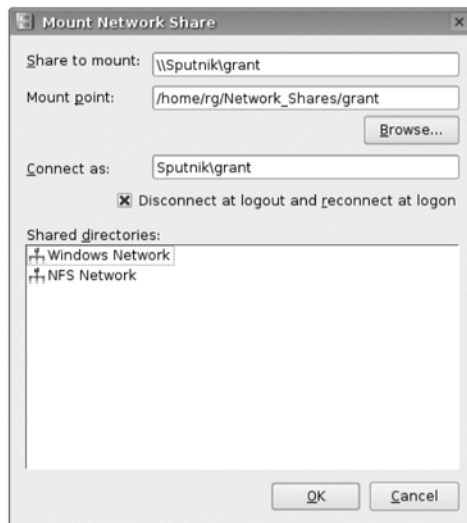 Mount Network Share
Share to mount: \\Sputnik\grant
Mount point: /home/rg/Network_Shares/grant
Browse...
Connect as: Sputnik\grant
Disconnect at logout and reconnect at logon
Shared directories:
Windows Network
NFS Network
OK Cancel